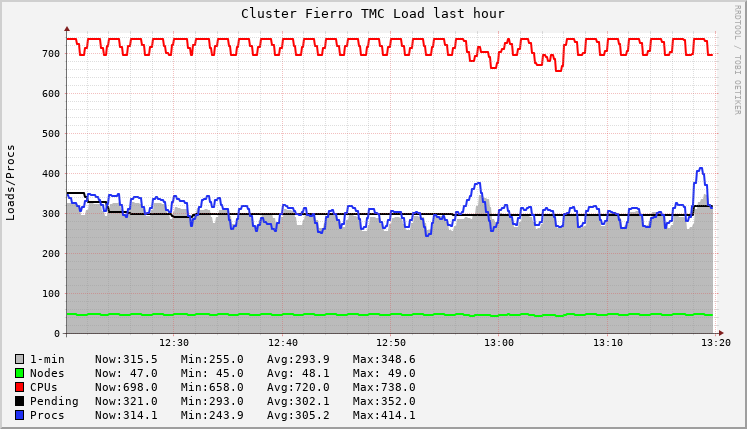 Cluster Fierro TMC Load last hour
RRDTOOL / TOBI OETIKER
Loads/Procs
700
600
500
400
300
200
100
0
12:30 12:40 12:50 13:00 13:10 13:20
1-min Now:315.5 Min:255.0 Avg:293.9 Max:348.6
Nodes Now: 47.0 Min: 45.0 Avg: 48.1 Max: 49.0
CPUs Now:698.0 Min:658.0 Avg:720.0 Max:738.0
Pending Now:321.0 Min:293.0 Avg:302.1 Max:352.0
Procs Now:314.1 Min:243.9 Avg:305.2 Max:414.1